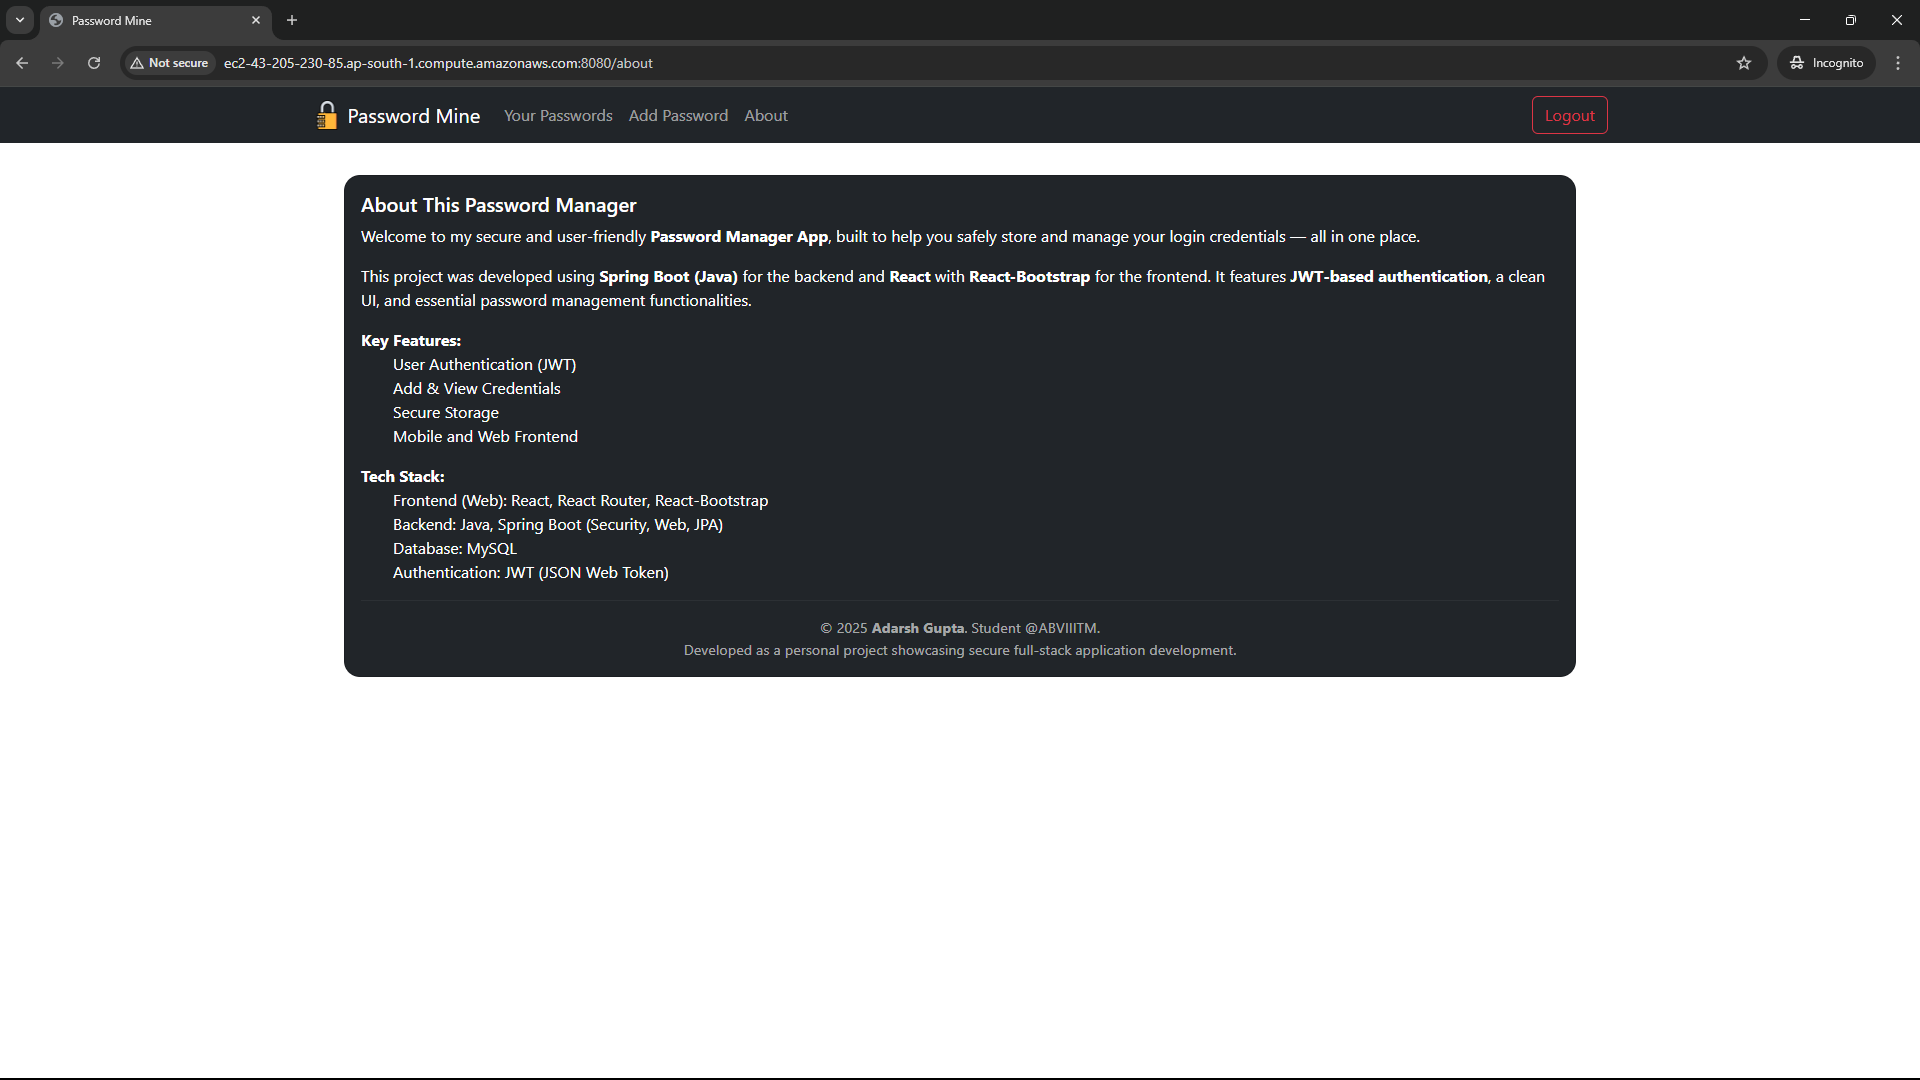 Password Mine
Not secure
ec2-43-205-230-85.ap-south-1.compute.amazonaws.com:8080/about
Incognito
Password Mine
Your Passwords
Add Password
About
Logout
About This Password Manager
Welcome to my secure and user-friendly Password Manager App, built to help you safely store and manage your login credentials — all in one place.
This project was developed using Spring Boot (Java) for the backend and React with React-Bootstrap for the frontend. It features JWT-based authentication, a clean
UI, and essential password management functionalities.
Key Features:
User Authentication (JWT)
Add & View Credentials
Secure Storage
Mobile and Web Frontend
Tech Stack:
Frontend (Web): React, React Router, React-Bootstrap
Backend: Java, Spring Boot (Security, Web, JPA)
Database: MySQL
Authentication: JWT (JSON Web Token)
© 2025 Adarsh Gupta. Student @ABVIIITM.
Developed as a personal project showcasing secure full-stack application development.